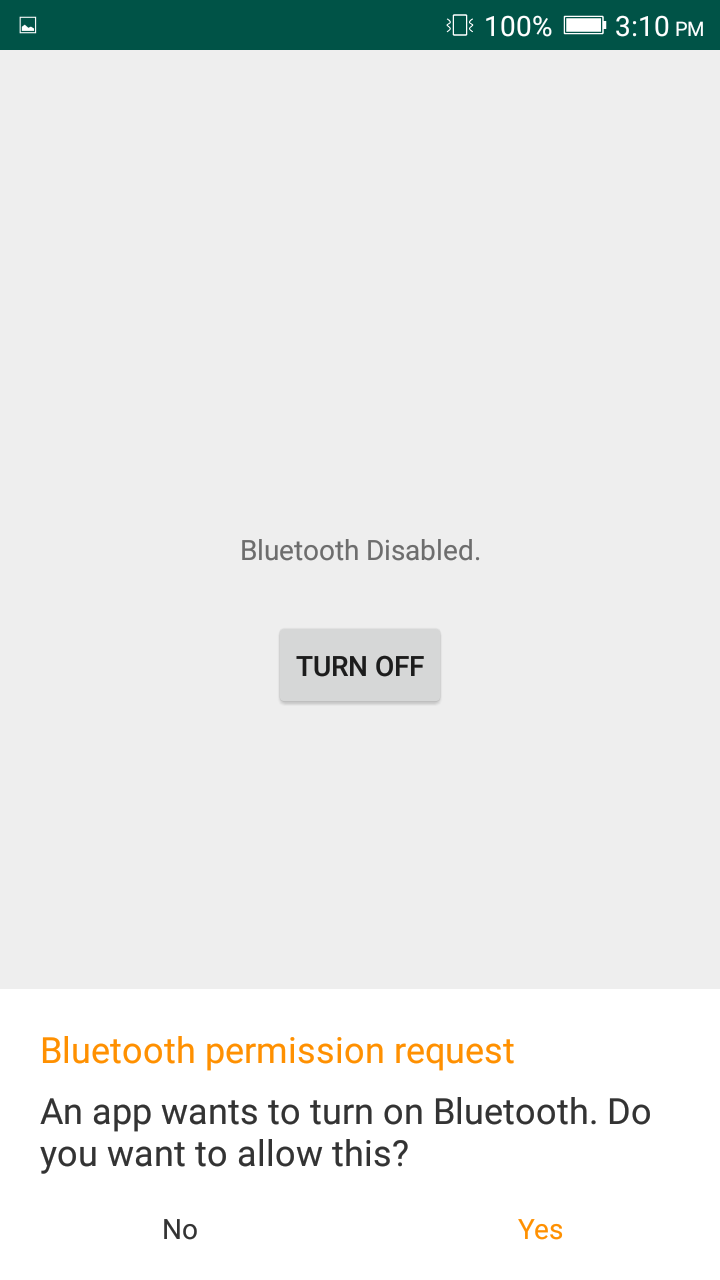 100% 3:10 PM
Bluetooth Disabled.
TURN OFF
Bluetooth permission request
An app wants to turn on Bluetooth. Do
you want to allow this?
No Yes